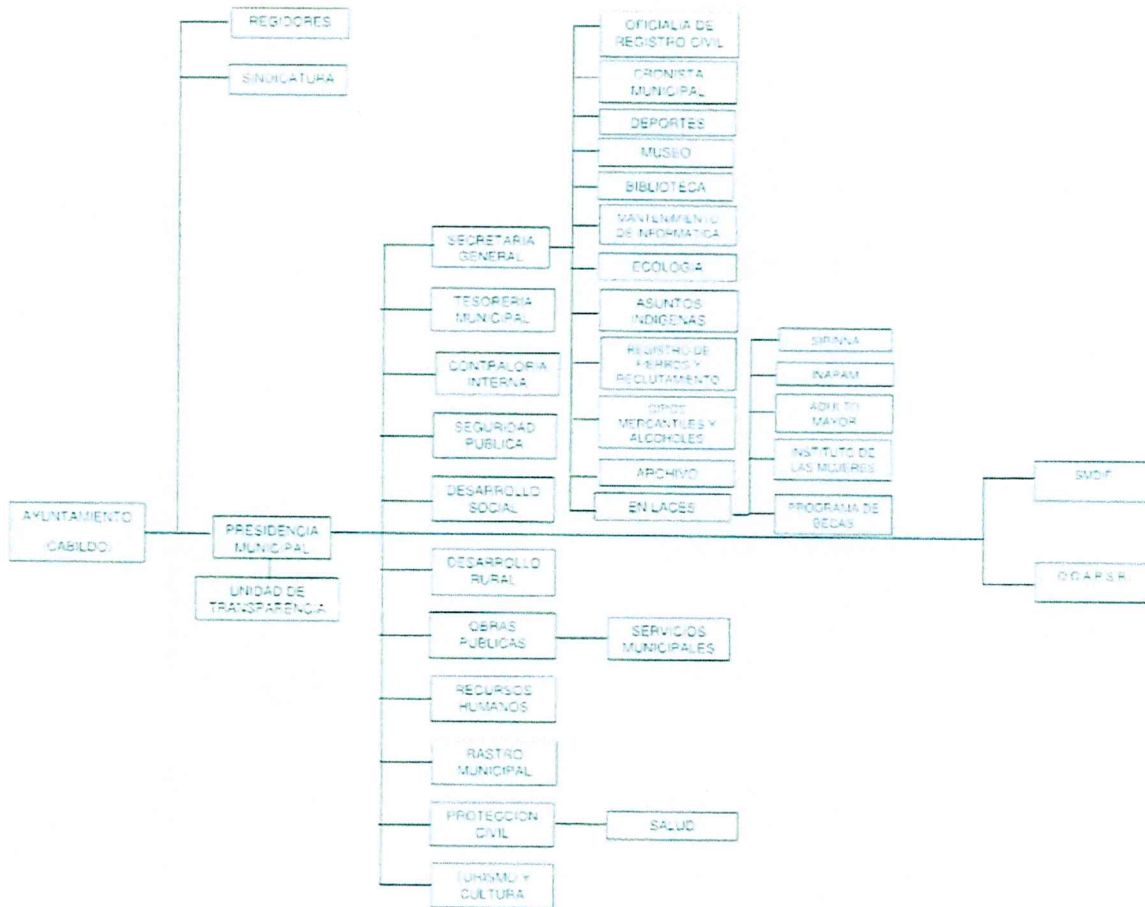 REGIDORES
SINDICATURA
OFICIALIA DE
REGISTRO CIVIL
CRONISTA
MUNICIPAL
DEPORTES
MUSEO
BIBLIOTECA
MANTENIMIENTO
DE INFORMATICA
ECOLOGIA
ASUNTOS
INDIGENAS
REGISTRO DE
FIERROS Y
RECLUTAMIENTO
GIROS
MERCANTILES Y
ALCOHOLES
ARCHIVO
ENLACES
SIPINNA
INAPAM
ADULTO
MAYOR
INSTITUTO DE
LAS MUJERES
PROGRAMA DE
BECAS
SECRETARIA
GENERAL
TESORERIA
MUNICIPAL
CONTRALORIA
INTERNA
SEGURIDAD
PUBLICA
DESARROLLO
SOCIAL
AYUNTAMIENTO
(CABILDO)
PRESIDENCIA
MUNICIPAL
UNIDAD DE
TRANSPARENCIA
DESARROLLO
RURAL
OBRAS
PUBLICAS
SERVICIOS
MUNICIPALES
RECURSOS
HUMANOS
RASTRO
MUNICIPAL
PROTECCION
CIVIL
SALUD
TURISMO Y
CULTURA
SMDIF